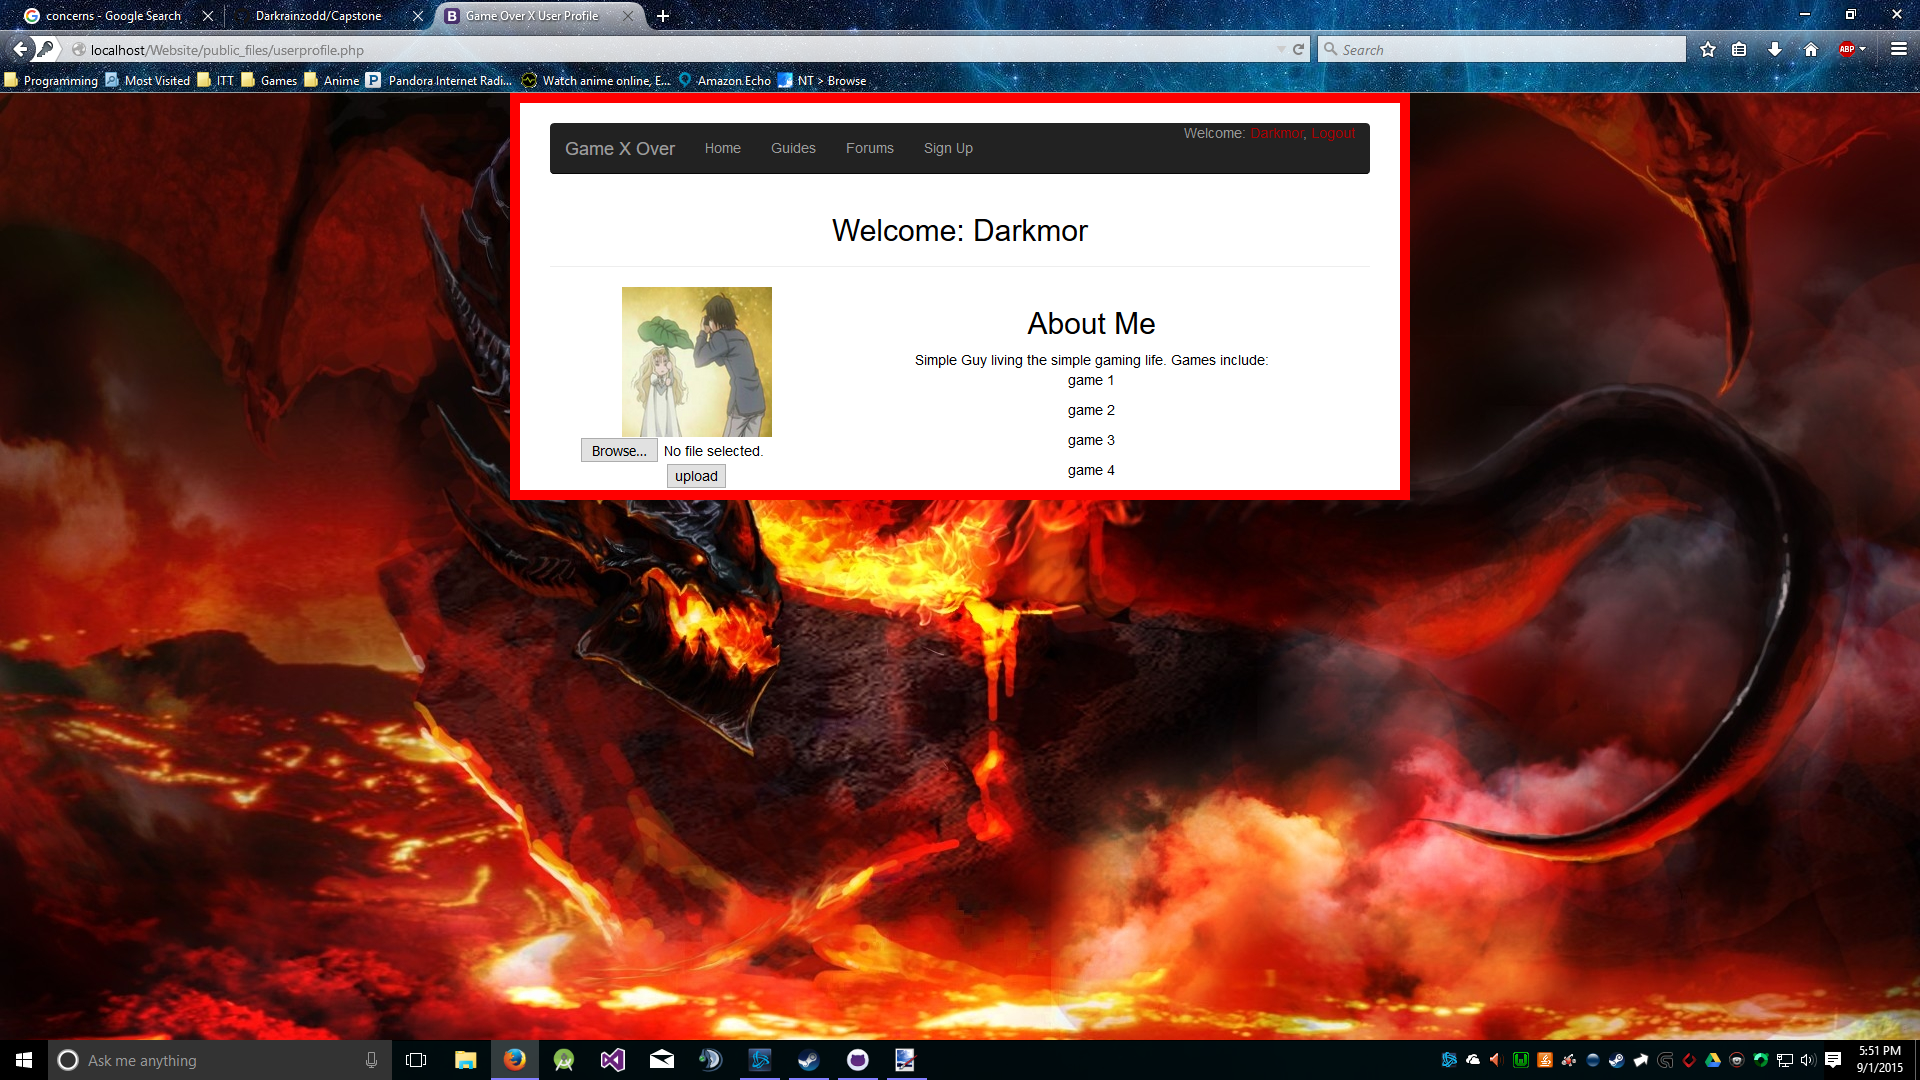 concerns - Google Search
Darkrainzodd/Capstone
Game Over X User Profile
localhost/Website/public_files/userprofile.php
Search
ABP
Programming Most Visited ITT Games Anime Pandora Internet Radi... Watch anime online, E... Amazon Echo NT > Browse
Game X Over Home Guides Forums Sign Up
Welcome: Darkmor, Logout
Welcome: Darkmor
About Me
Simple Guy living the simple gaming life. Games include:
game 1
game 2
game 3
game 4
Browse... No file selected.
upload
Ask me anything
5:51 PM
9/1/2015